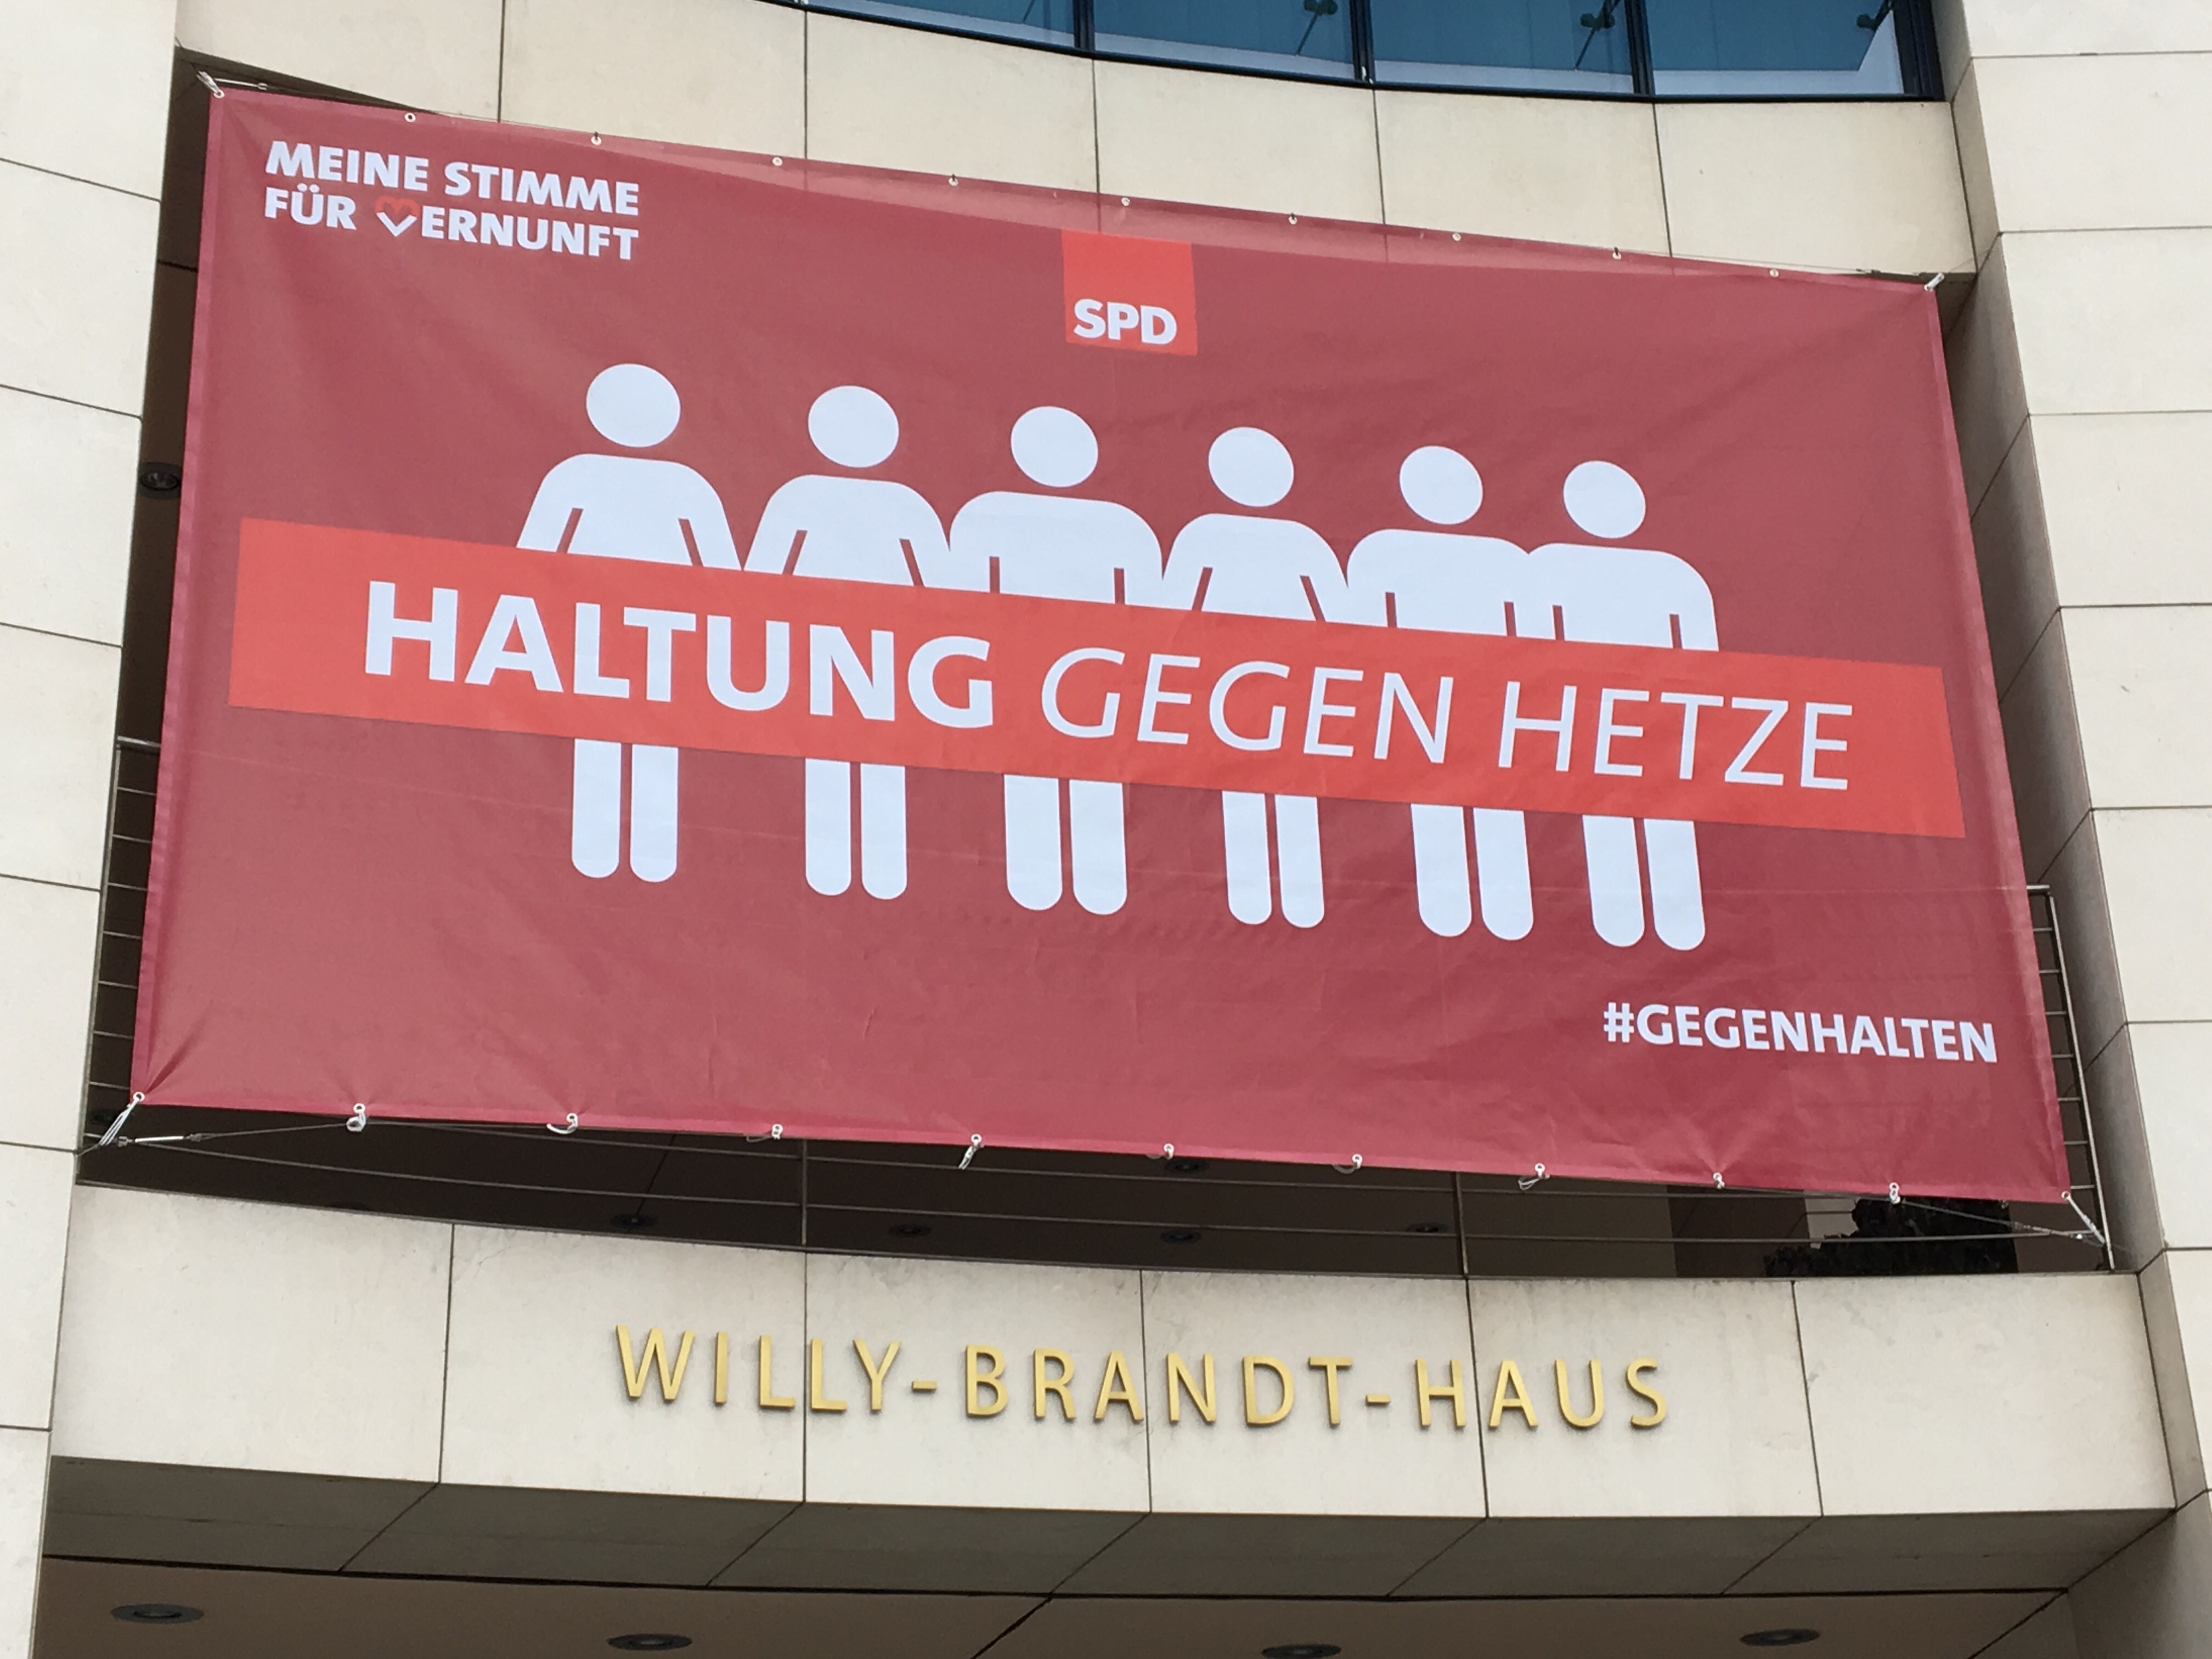 MEINE STIMME
FÜR VERNUNFT
SPD
HALTUNG GEGEN HETZE
#GEGENHALTEN
WILLY-BRANDT-HAUS